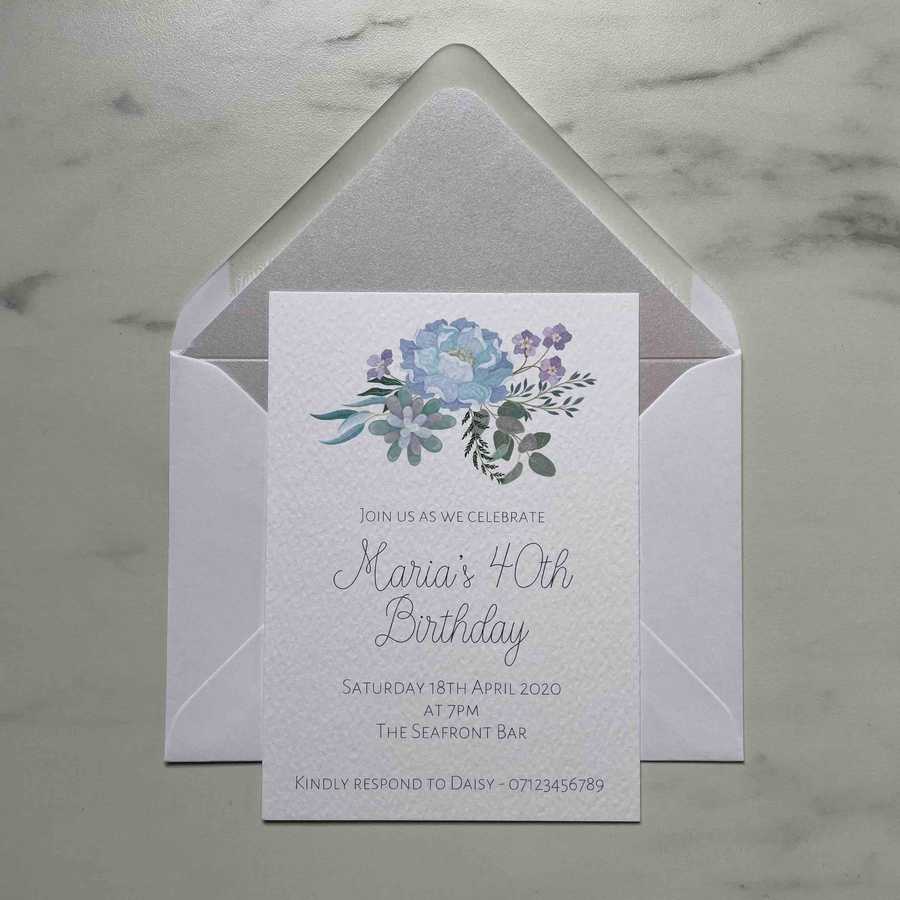 Join us as we celebrate
Maria's 40th
Birthday
Saturday 18th April 2020
at 7pm
The Seafront Bar
Kindly respond to Daisy - 07123456789